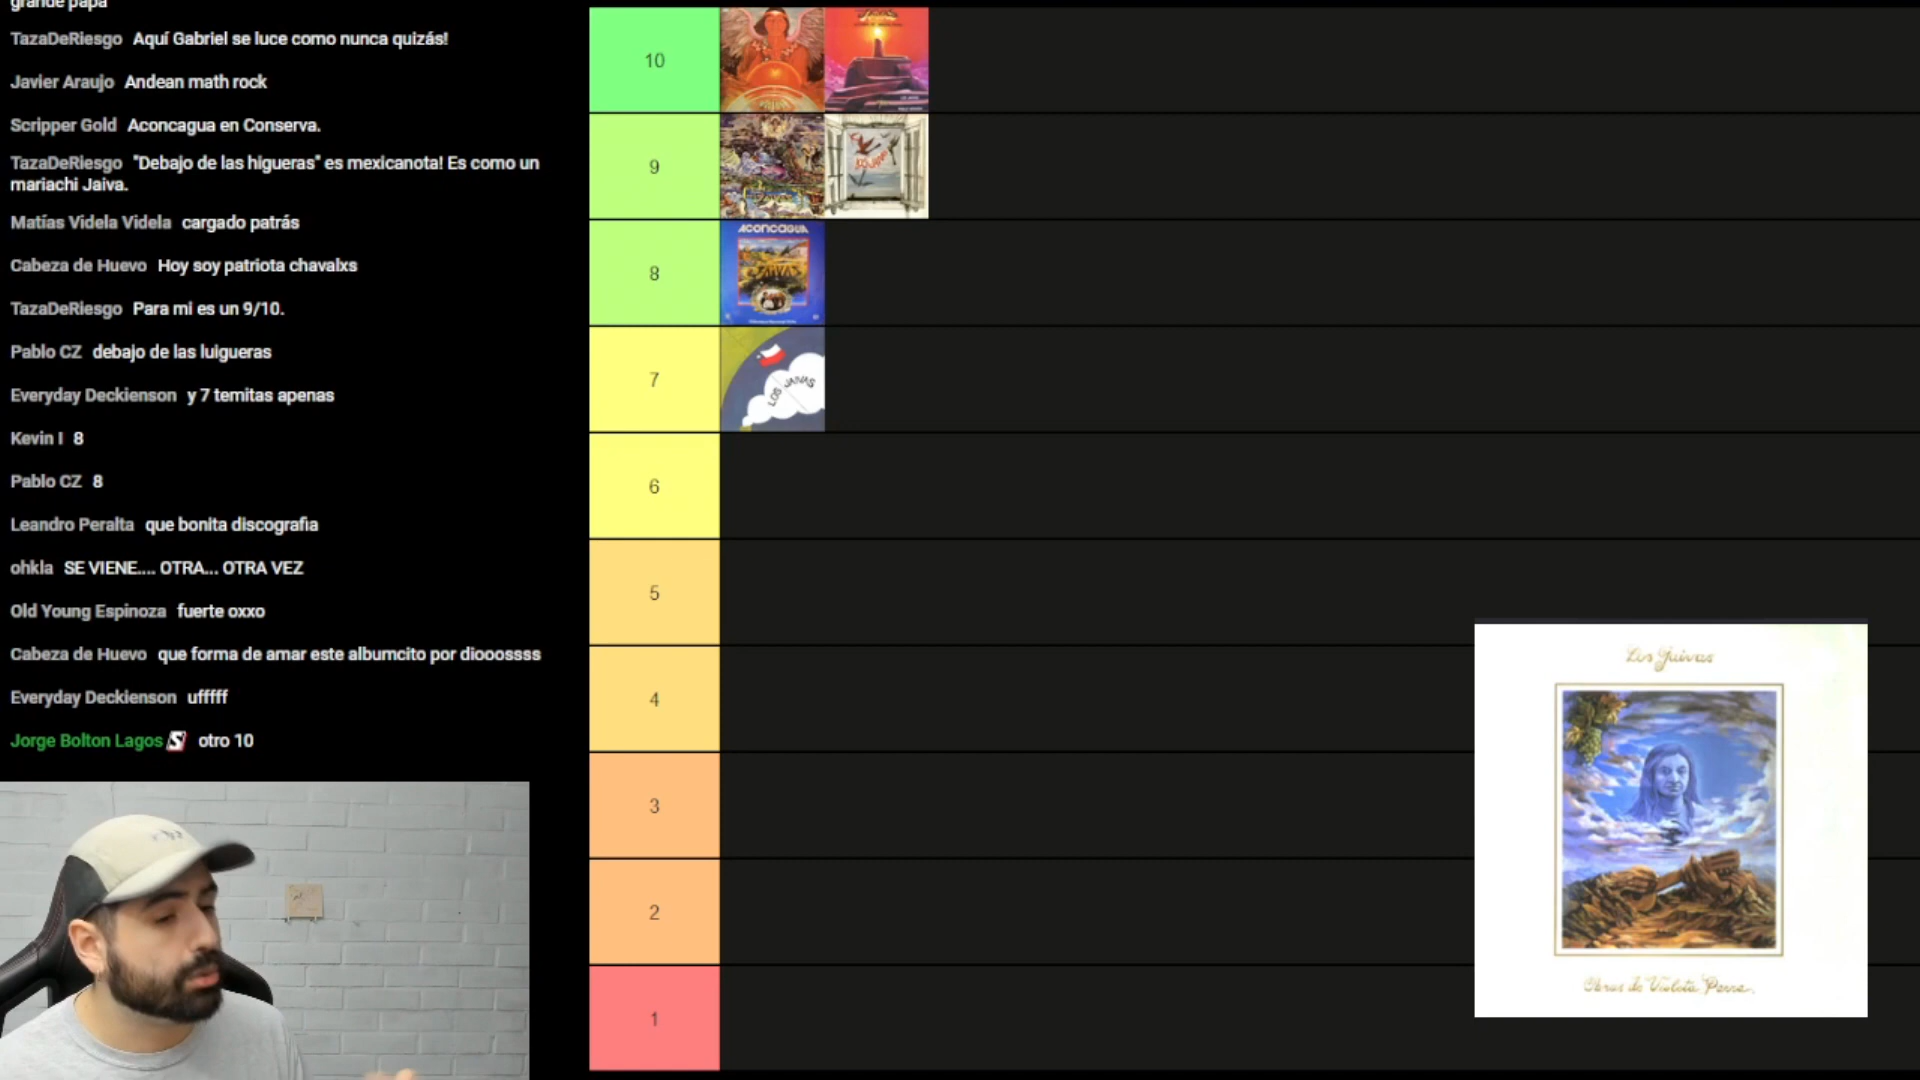 grande papa
TazaDeRiesgo Aquí Gabriel se luce como nunca quizás!
Javier Araujo Andean math rock
Scripper Gold Aconcagua en Conserva.
TazaDeRiesgo "Debajo de las higueras" es mexicanota! Es como un
mariachi Jaiva.
Matías Videla Videla cargado patrás
Cabeza de Huevo Hoy soy patriota chavalxs
TazaDeRiesgo Para mi es un 9/10.
Pablo CZ debajo de las luigueras
Everyday Deckienson y 7 temitas apenas
Kevin I 8
Pablo CZ 8
Leandro Peralta que bonita discografia
ohkla SE VIENE.... OTRA... OTRA VEZ
Old Young Espinoza fuerte oxxo
Cabeza de Huevo que forma de amar este albumcito por diooossss
Everyday Deckienson ufffff
Jorge Bolton Lagos S otro 10
10
9
8
ACONCAGUA
JAIVAS
7
LOS JAIVAS
6
5
4
3
2
1
Los Jaivas
Obras de Violeta Parra.